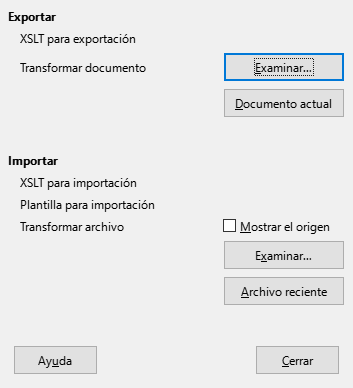 Exportar
XSLT para exportación
Transformar documento Examinar...
Documento actual
Importar
XSLT para importación
Plantilla para importación
Transformar archivo Mostrar el origen
Examinar...
Archivo reciente
Ayuda Cerrar